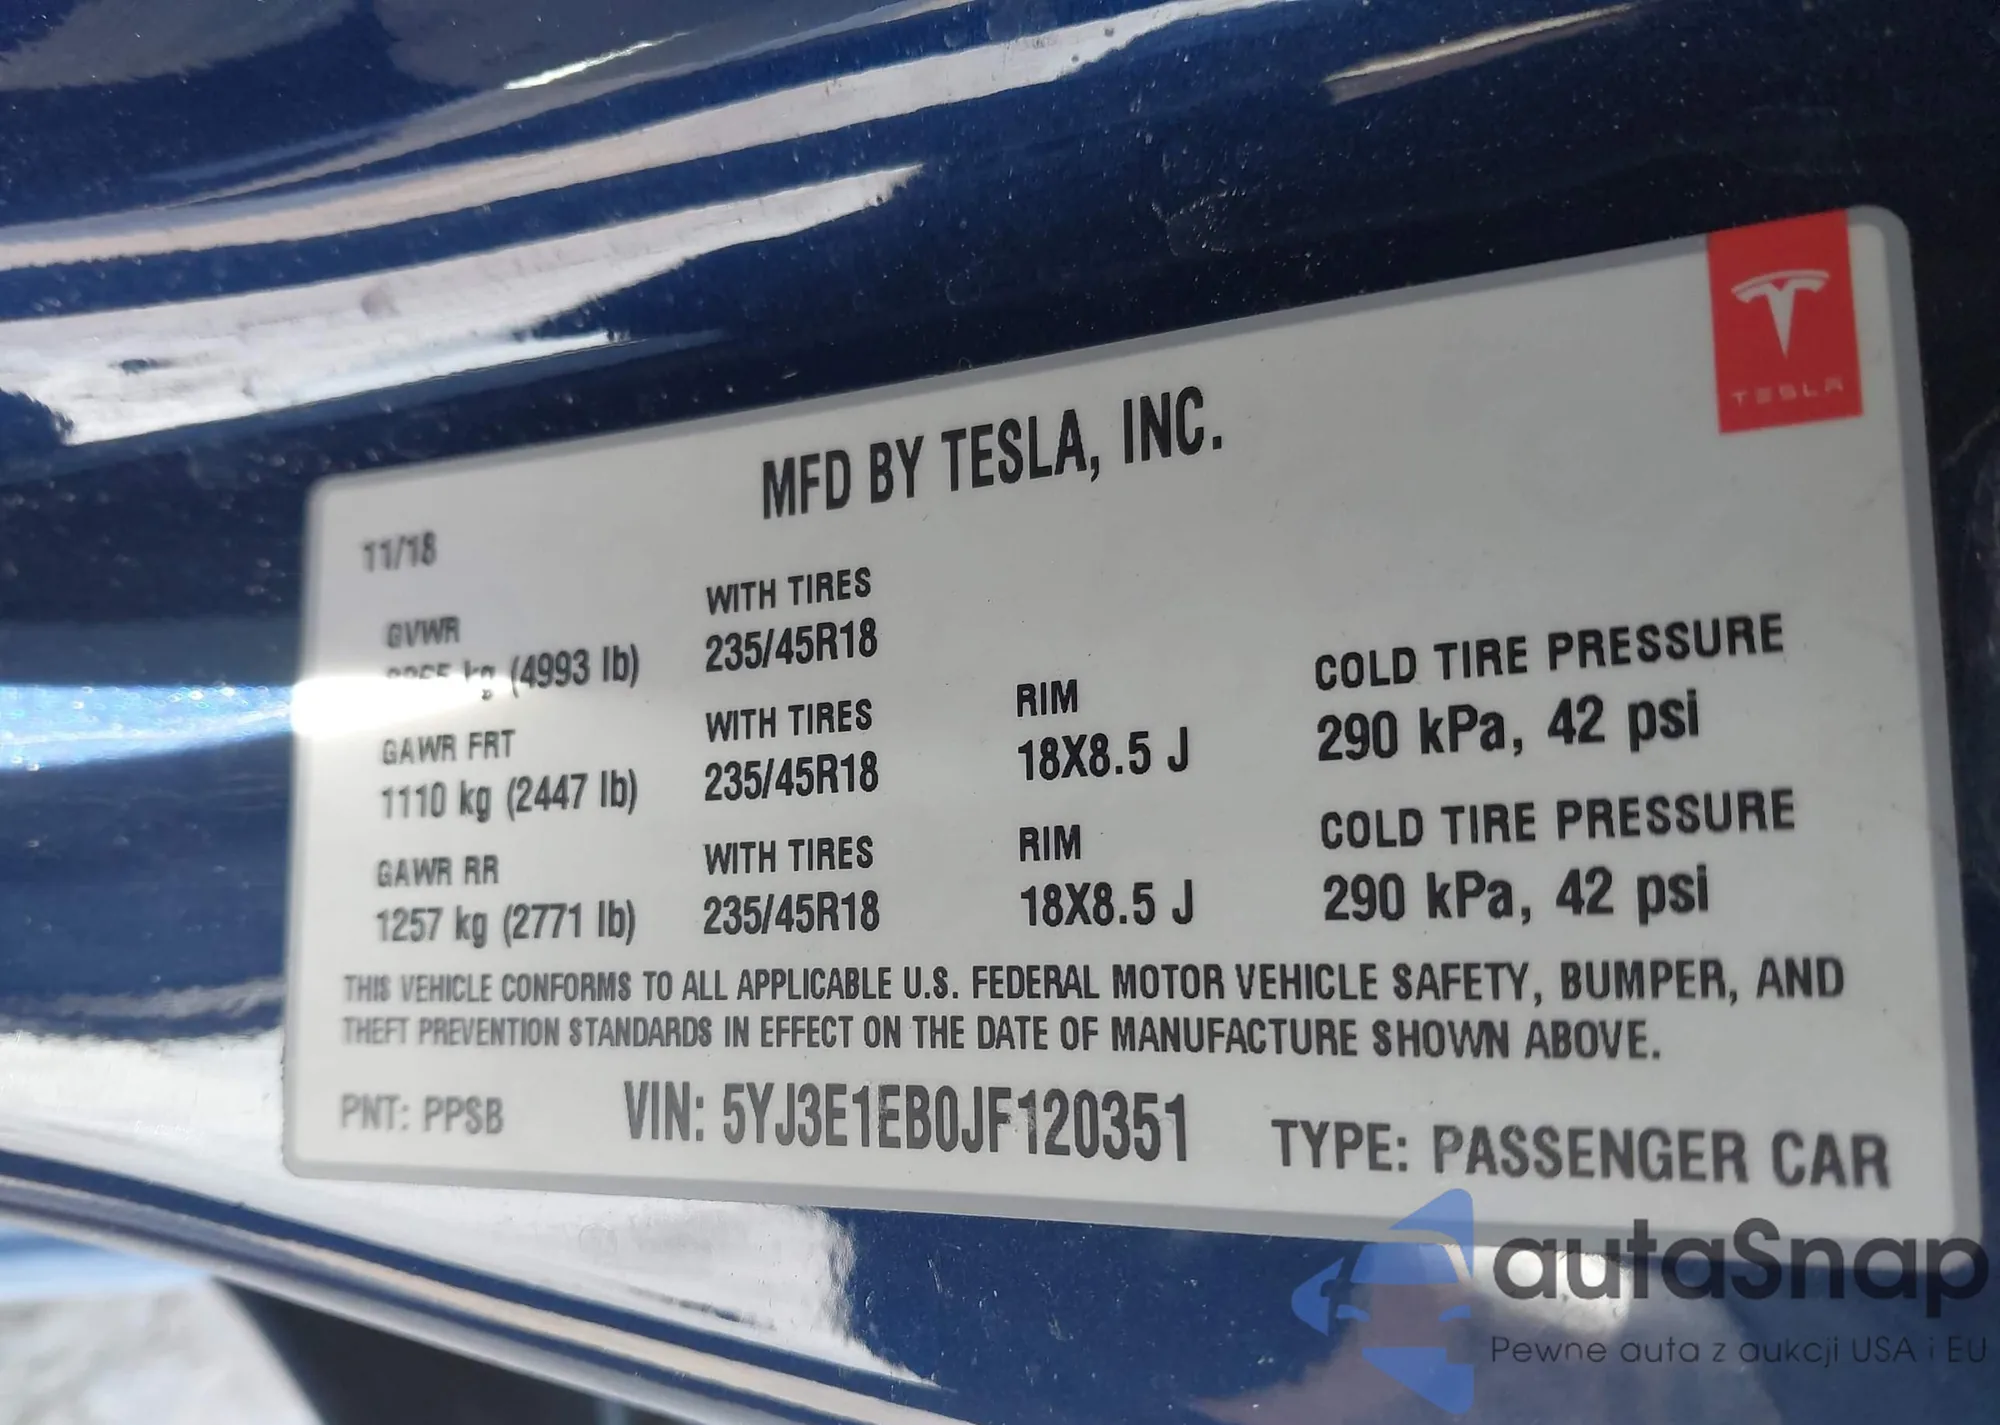 TESLA
MFD BY TESLA, INC.
11/18
GVWR
kg (4993 lb)
WITH TIRES
235/45R18
GAWR FRT
1110 kg (2447 lb)
WITH TIRES
235/45R18
RIM
18X8.5 J
COLD TIRE PRESSURE
290 kPa, 42 psi
GAWR RR
1257 kg (2771 lb)
WITH TIRES
235/45R18
RIM
18X8.5 J
COLD TIRE PRESSURE
290 kPa, 42 psi
THIS VEHICLE CONFORMS TO ALL APPLICABLE U.S. FEDERAL MOTOR VEHICLE SAFETY, BUMPER, AND
THEFT PREVENTION STANDARDS IN EFFECT ON THE DATE OF MANUFACTURE SHOWN ABOVE.
PNT: PPSB VIN: 5YJ3E1EB0JF120351 TYPE: PASSENGER CAR
autaSnap
Pewne auta z aukcji USA i EU